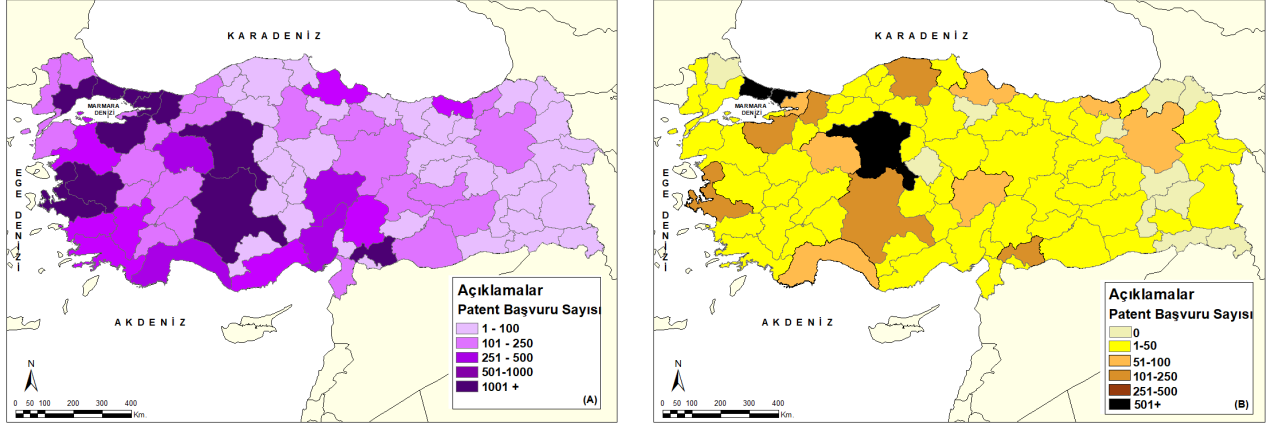 KARADENİZ
MARMARA
DENİZİ
EGE DENİZİ
AKDENİZ
N
0 50 100 200 300 400
Km.
Açıklamalar
Patent Başvuru Sayısı
1 - 100
101 - 250
251 - 500
501-1000
1001 +
(A)
KARADENİZ
MARMARA
DENİZİ
EGE DENİZİ
AKDENİZ
N
0 50 100 200 300 400
Km.
Açıklamalar
Patent Başvuru Sayısı
0
1-50
51-100
101-250
251-500
501+
(B)